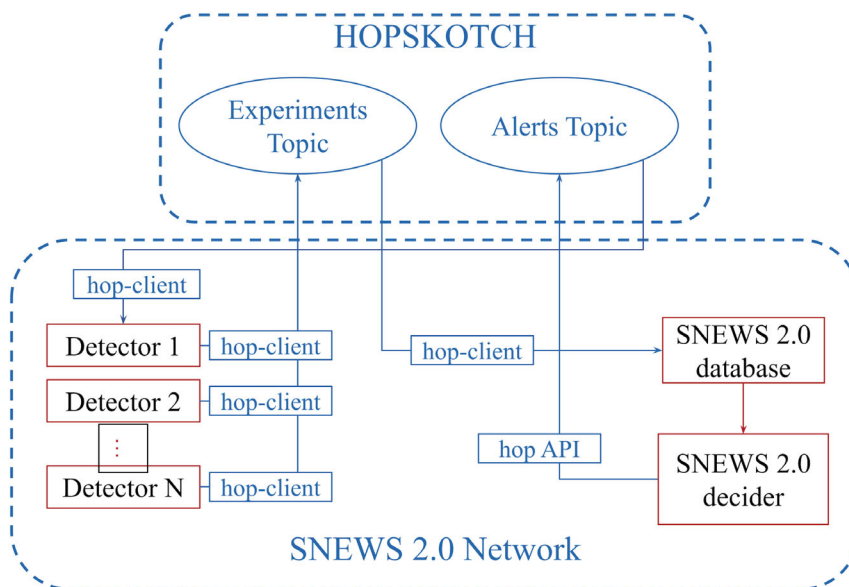 HOPSKOTCH
Experiments
Topic
Alerts Topic
hop-client
Detector 1
hop-client
hop-client
SNEWS 2.0
database
Detector 2
hop-client
⋮
hop API
SNEWS 2.0
decider
Detector N
hop-client
SNEWS 2.0 Network